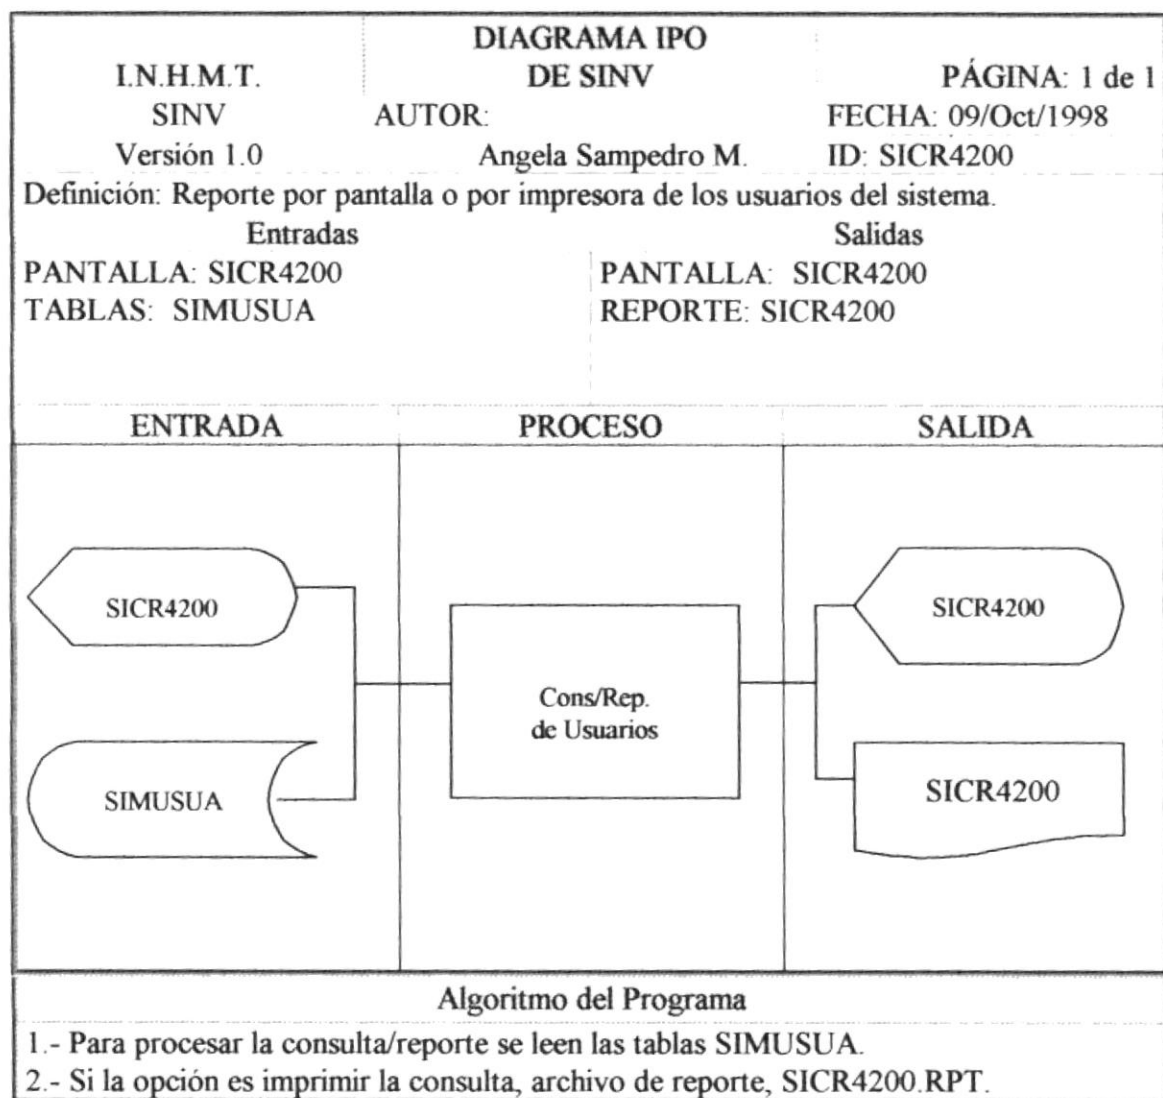 DIAGRAMA IPO
I.N.H.M.T. DE SINV PÁGINA: 1 de 1
SINV AUTOR: FECHA: 09/Oct/1998
Versión 1.0 Angela Sampedro M. ID: SICR4200
Definición: Reporte por pantalla o por impresora de los usuarios del sistema.
Entradas Salidas
PANTALLA: SICR4200 PANTALLA: SICR4200
TABLAS: SIMUSUA REPORTE: SICR4200
ENTRADA PROCESO SALIDA
SICR4200 SICR4200
Cons/Rep.
de Usuarios
SIMUSUA SICR4200
Algoritmo del Programa
1.- Para procesar la consulta/reporte se leen las tablas SIMUSUA.
2.- Si la opción es imprimir la consulta, archivo de reporte, SICR4200.RPT.